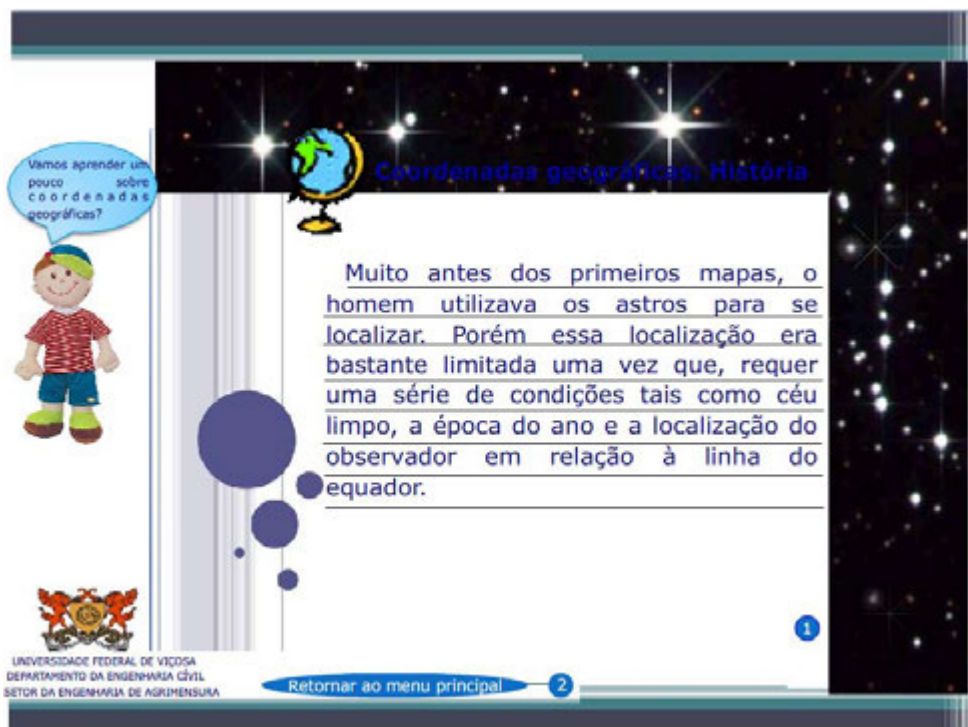 Coordenadas geográficas: História
Vamos aprender um
pouco sobre
coordenadas
geográficas?
Muito antes dos primeiros mapas, o
homem utilizava os astros para se
localizar. Porém essa localização era
bastante limitada uma vez que, requer
uma série de condições tais como céu
limpo, a época do ano e a localização do
observador em relação à linha do
equador.
1
UNIVERSIDADE FEDERAL DE VIÇOSA
DEPARTAMENTO DA ENGENHARIA CÍVIL
SETOR DA ENGENHARIA DE AGRIMENSURA
Retornar ao menu principal
2